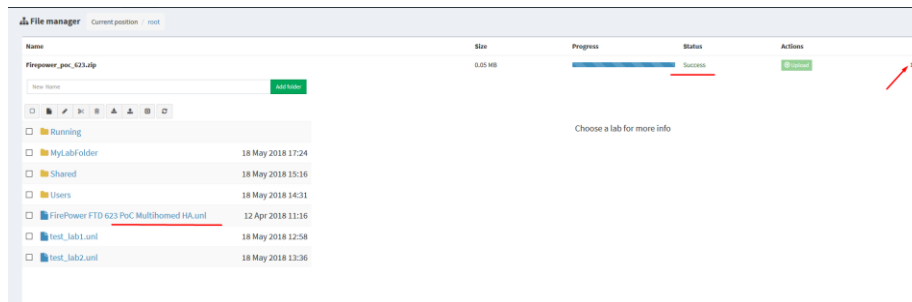 File manager Current position / root
Name Size Progress Status Actions
Firepower_poc_623.zip 0.05 MB Success Upload
New Name Add folder
Running
Choose a lab for more info
MyLabFolder 18 May 2018 17:24
Shared 18 May 2018 15:16
Users 18 May 2018 14:31
FirePower FTD 623 PoC Multihomed HA.unl 12 Apr 2018 11:16
test_lab1.unl 18 May 2018 12:58
test_lab2.unl 18 May 2018 13:36